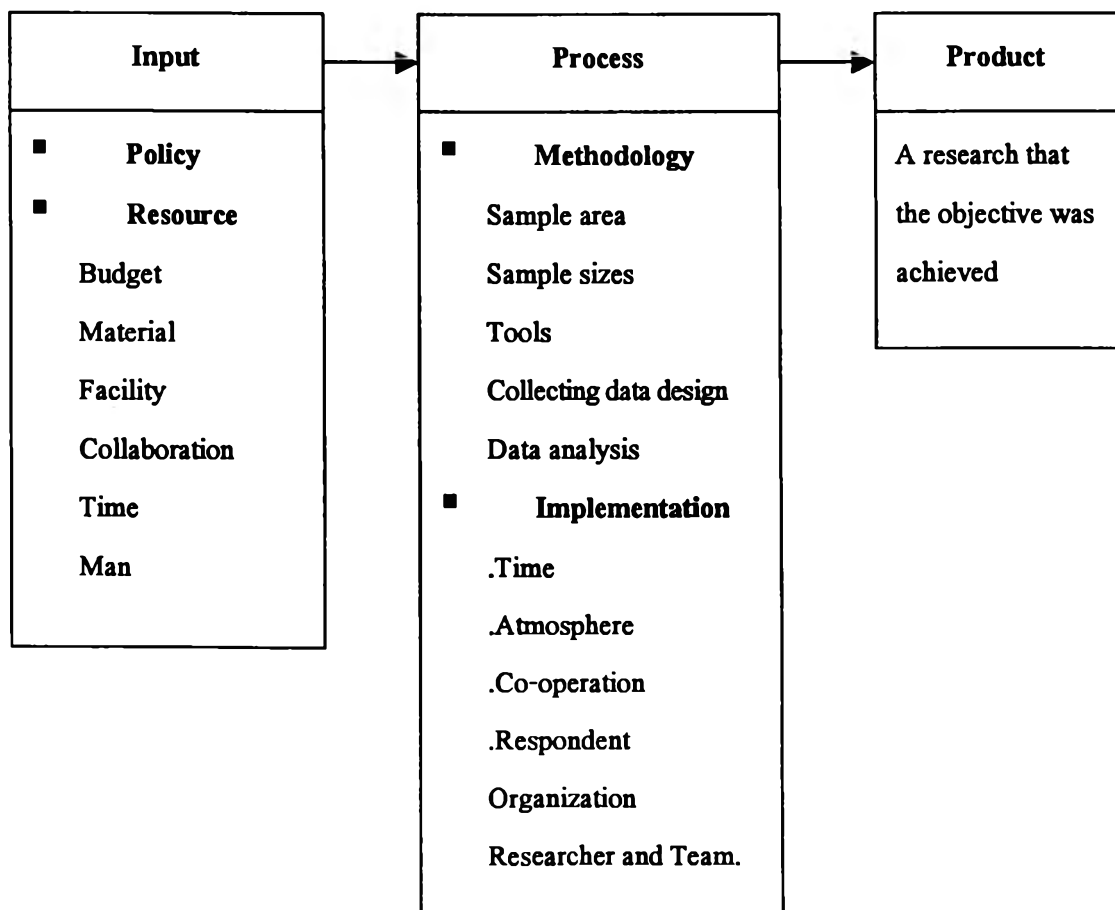 Input
▪ Policy
▪ Resource
Budget
Material
Facility
Collaboration
Time
Man
Process
▪ Methodology
Sample area
Sample sizes
Tools
Collecting data design
Data analysis
▪ Implementation
.Time
.Atmosphere
.Co-operation
.Respondent
Organization
Researcher and Team.
Product
A research that
the objective was
achieved